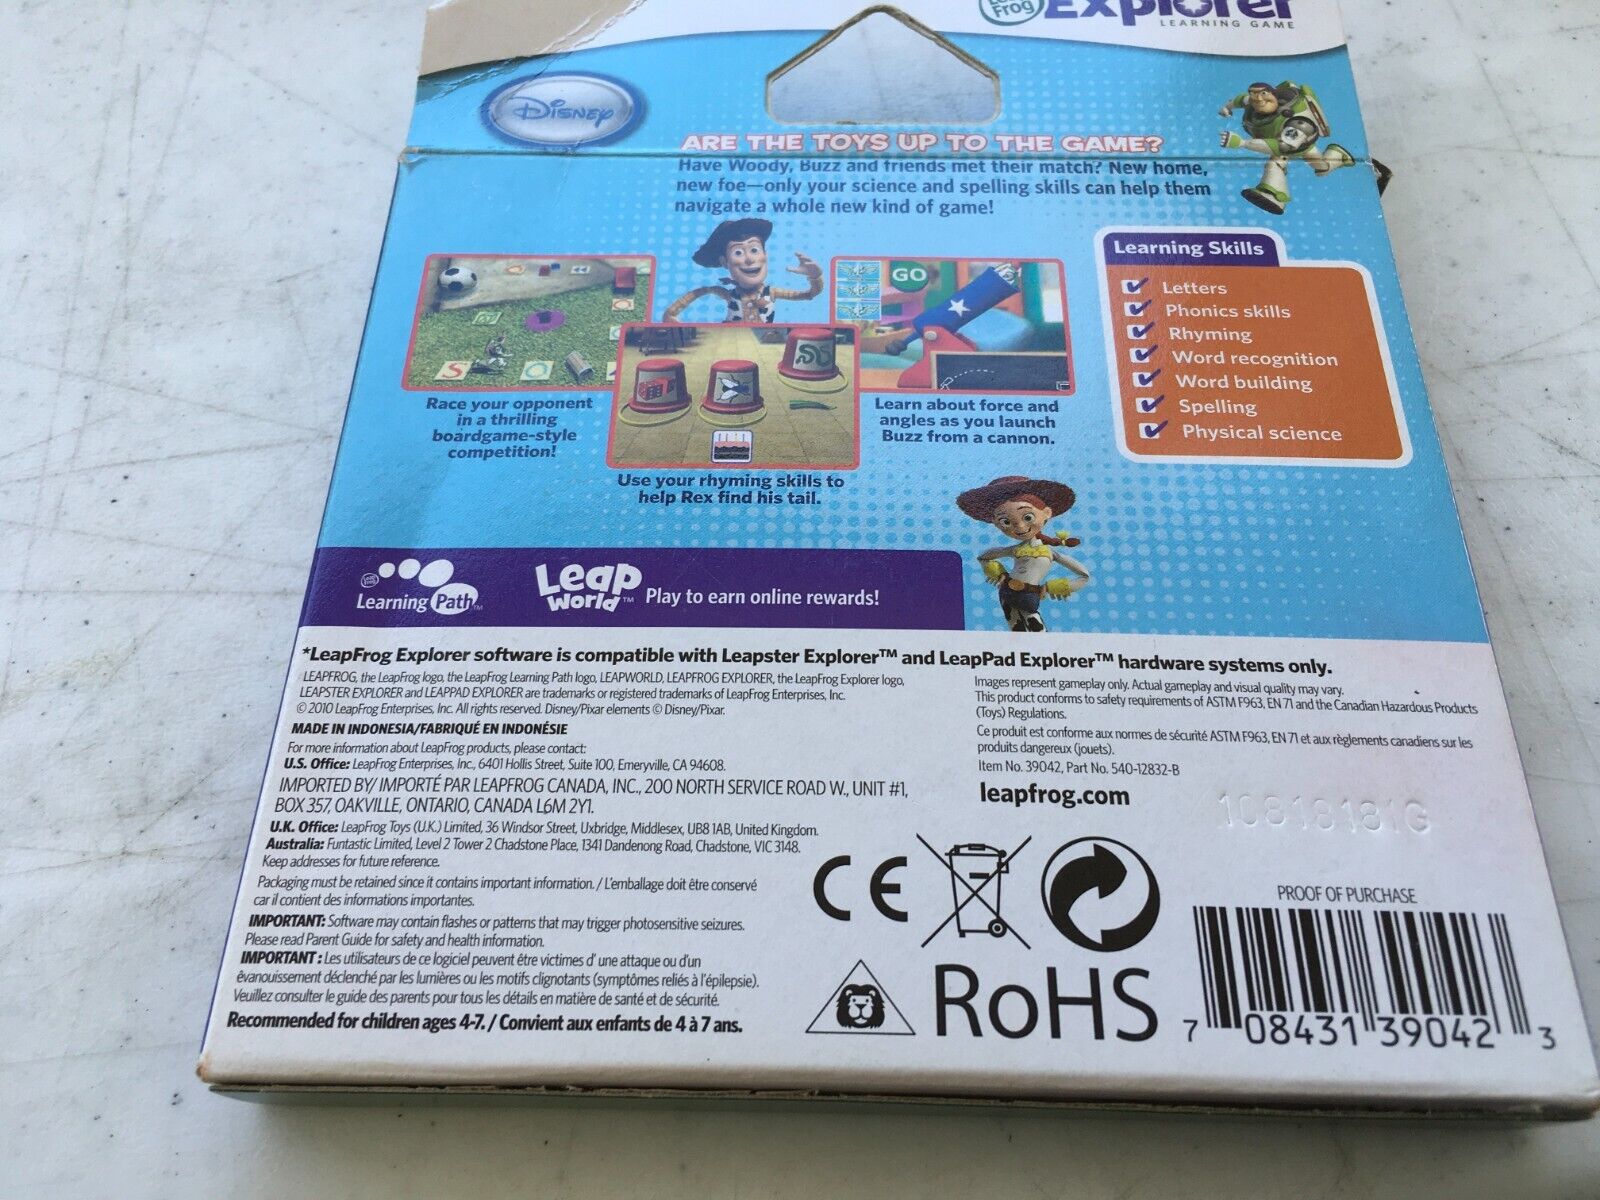 Leap Frog Explorer
LEARNING GAME
Disney
ARE THE TOYS UP TO THE GAME?
Have Woody, Buzz and friends met their match? New home,
new foe—only your science and spelling skills can help them
navigate a whole new kind of game!
GO
S
Race your opponent
in a thrilling
boardgame-style
competition!
Use your rhyming skills to
help Rex find his tail.
Learn about force and
angles as you launch
Buzz from a cannon.
Learning Skills
Letters
Phonics skills
Rhyming
Word recognition
Word building
Spelling
Physical science
Learning Path™
Leap World™ Play to earn online rewards!
*LeapFrog Explorer software is compatible with Leapster Explorer™ and LeapPad Explorer™ hardware systems only.
LEAPFROG, the LeapFrog logo, the LeapFrog Learning Path logo, LEAPWORLD, LEAPFROG EXPLORER, the LeapFrog Explorer logo,
LEAPSTER EXPLORER and LEAPPAD EXPLORER are trademarks or registered trademarks of LeapFrog Enterprises, Inc.
© 2010 LeapFrog Enterprises, Inc. All rights reserved. Disney/Pixar elements © Disney/Pixar.
MADE IN INDONESIA/FABRIQUÉ EN INDONÉSIE
For more information about LeapFrog products, please contact:
U.S. Office: LeapFrog Enterprises, Inc., 6401 Hollis Street, Suite 100, Emeryville, CA 94608.
IMPORTED BY/ IMPORTÉ PAR LEAPFROG CANADA, INC., 200 NORTH SERVICE ROAD W., UNIT #1,
BOX 357, OAKVILLE, ONTARIO, CANADA L6M 2Y1.
U.K. Office: LeapFrog Toys (U.K.) Limited, 36 Windsor Street, Uxbridge, Middlesex, UB8 1AB, United Kingdom.
Australia: Funtastic Limited, Level 2 Tower 2 Chadstone Place, 1341 Dandenong Road, Chadstone, VIC 3148.
Keep addresses for future reference.
Packaging must be retained since it contains important information. / L'emballage doit être conservé
car il contient des informations importantes.
IMPORTANT: Software may contain flashes or patterns that may trigger photosensitive seizures.
Please read Parent Guide for safety and health information.
IMPORTANT : Les utilisateurs de ce logiciel peuvent être victimes d' une attaque ou d'un
évanouissement déclenché par les lumières ou les motifs clignotants (symptômes reliés à l'épilepsie).
Veuillez consulter le guide des parents pour tous les détails en matière de santé et de sécurité.
Recommended for children ages 4-7. / Convient aux enfants de 4 à 7 ans.
Images represent gameplay only. Actual gameplay and visual quality may vary.
This product conforms to safety requirements of ASTM F963, EN 71 and the Canadian Hazardous Products
(Toys) Regulations.
Ce produit est conforme aux normes de sécurité ASTM F963, EN 71 et aux règlements canadiens sur les
produits dangereux (jouets).
Item No. 39042, Part No. 540-12832-B
leapfrog.com
10818181G
CE
RoHS
PROOF OF PURCHASE
7 08431 39042 3